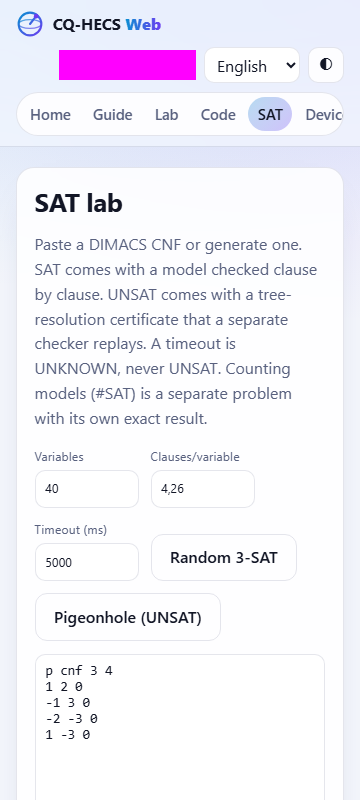 CQ-HECS Web
English
Home Guide Lab Code SAT Devic
SAT lab
Paste a DIMACS CNF or generate one.
SAT comes with a model checked clause
by clause. UNSAT comes with a tree-
resolution certificate that a separate
checker replays. A timeout is
UNKNOWN, never UNSAT. Counting
models (#SAT) is a separate problem
with its own exact result.
Variables Clauses/variable
40 4,26
Timeout (ms)
5000 Random 3-SAT
Pigeonhole (UNSAT)
p cnf 3 4
1 2 0
-1 3 0
-2 -3 0
1 -3 0